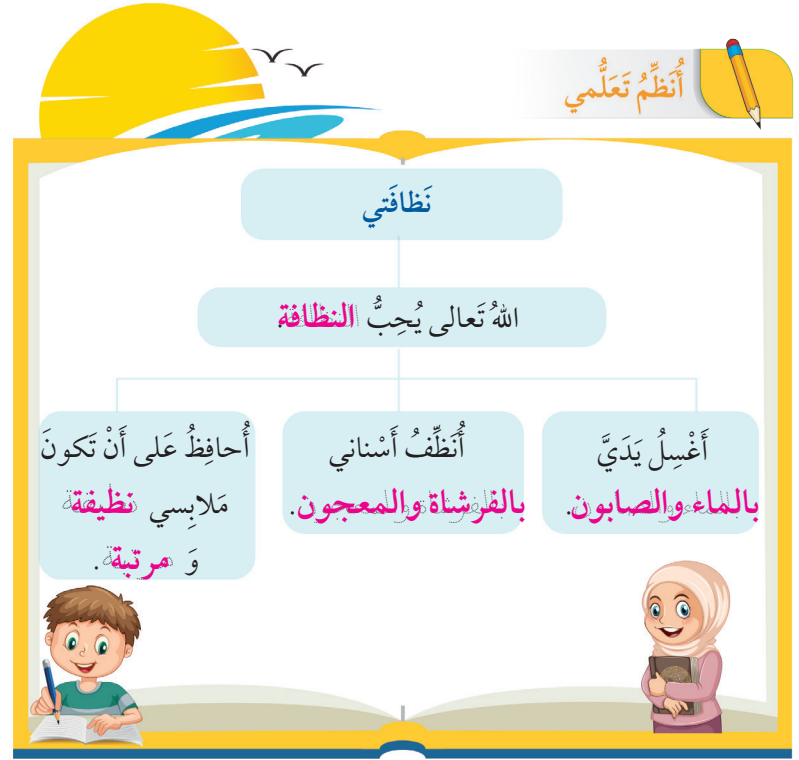 أُنَظِّمُ تَعَلُّمي
نَظافَتي
اللهُ تَعالى يُحِبُّ النظافة.
أَغْسِلُ يَدَيَّ
بالماء والصابون.
أُنَظِّفُ أَسْناني
بالفرشاة والمعجون.
أُحافِظُ عَلى أَنْ تَكونَ
مَلابِسي نظيفة
وَ مرتبة.